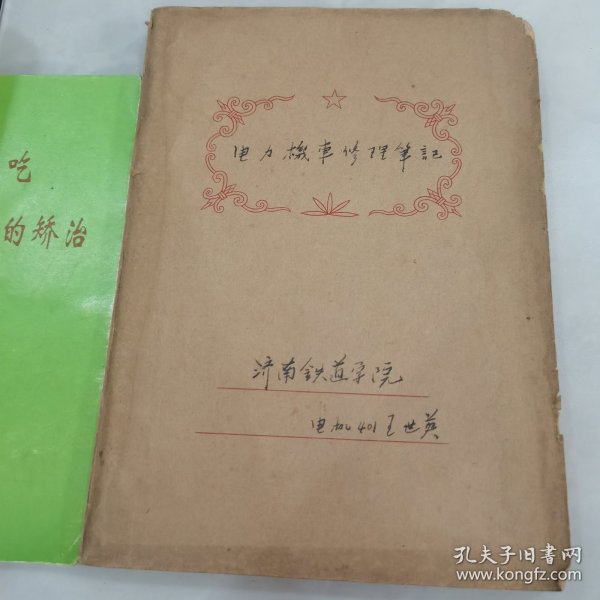 吃
的矫治
电力機車修理筆記
济南铁道学院
电机401王世英
孔夫子旧书网
www.kongfz.com